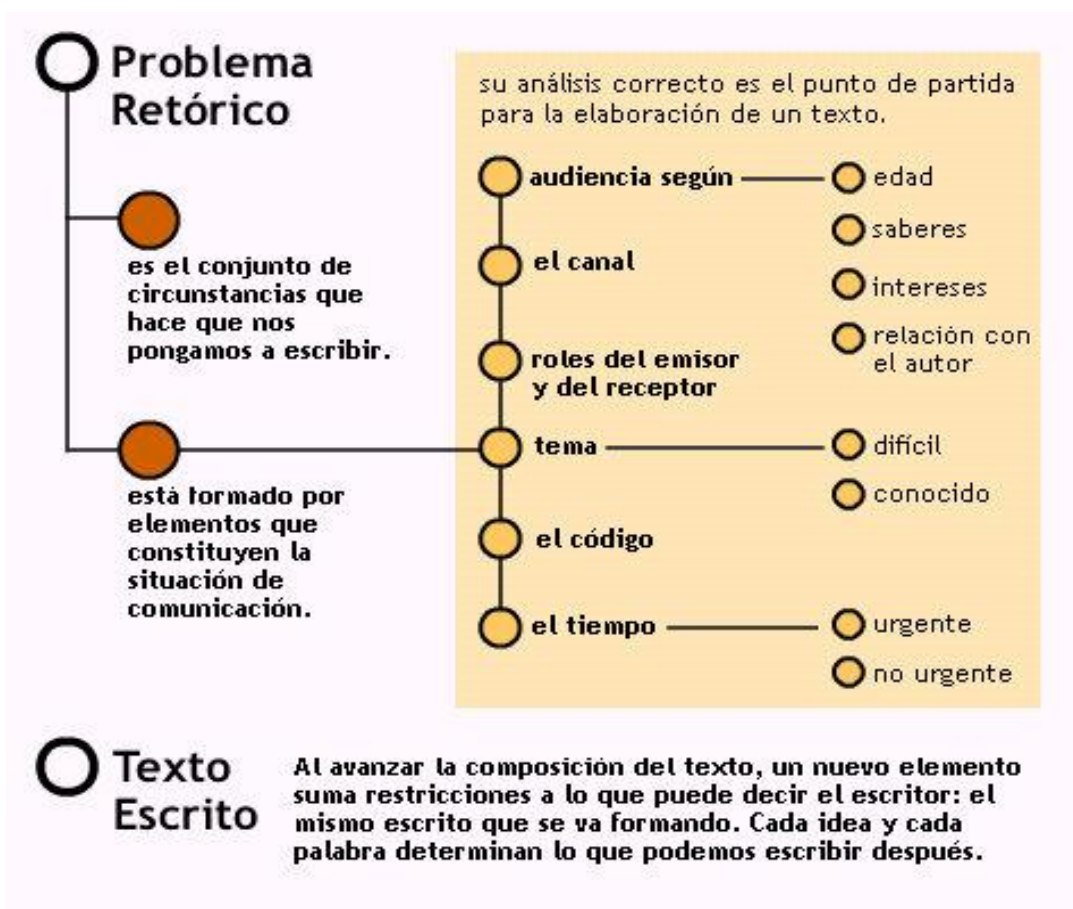 Problema
Retórico
es el conjunto de
circunstancias que
hace que nos
pongamos a escribir.
está formado por
elementos que
constituyen la
situación de
comunicación.
su análisis correcto es el punto de partida
para la elaboración de un texto.
audiencia según
edad
saberes
intereses
relación con
el autor
el canal
roles del emisor
y del receptor
tema
difícil
conocido
el código
el tiempo
urgente
no urgente
Texto
Escrito
Al avanzar la composición del texto, un nuevo elemento
suma restricciones a lo que puede decir el escritor: el
mismo escrito que se va formando. Cada idea y cada
palabra determinan lo que podemos escribir después.